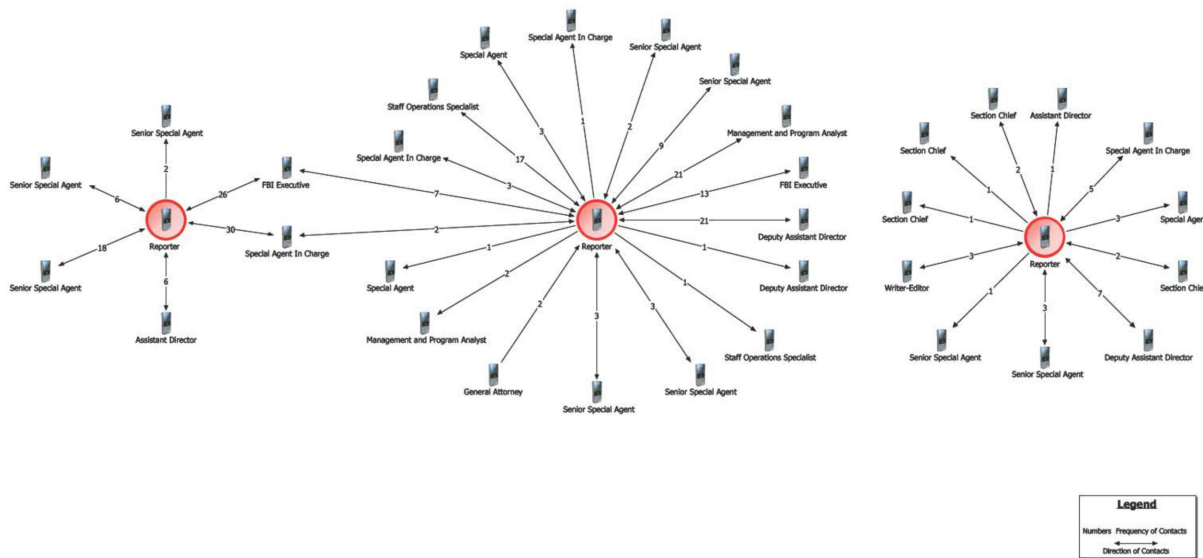 Senior Special Agent
Senior Special Agent
2
6
26
FBI Executive
Reporter
30
Special Agent In Charge
18
Senior Special Agent
6
Assistant Director
Special Agent In Charge
Special Agent
Senior Special Agent
Senior Special Agent
Staff Operations Specialist
Management and Program Analyst
Special Agent In Charge
FBI Executive
3
1
2
9
17
21
3
13
7
21
Deputy Assistant Director
2
Reporter
1
1
Deputy Assistant Director
Special Agent
2
1
2
3
3
Management and Program Analyst
Staff Operations Specialist
General Attorney
Senior Special Agent
Senior Special Agent
Section Chief
Assistant Director
Section Chief
Special Agent In Charge
2
1
1
5
Section Chief
1
3
Special Agent
Reporter
3
2
Writer-Editor
Section Chief
1
3
7
Senior Special Agent
Senior Special Agent
Deputy Assistant Director
Legend
Numbers Frequency of Contacts
Direction of Contacts